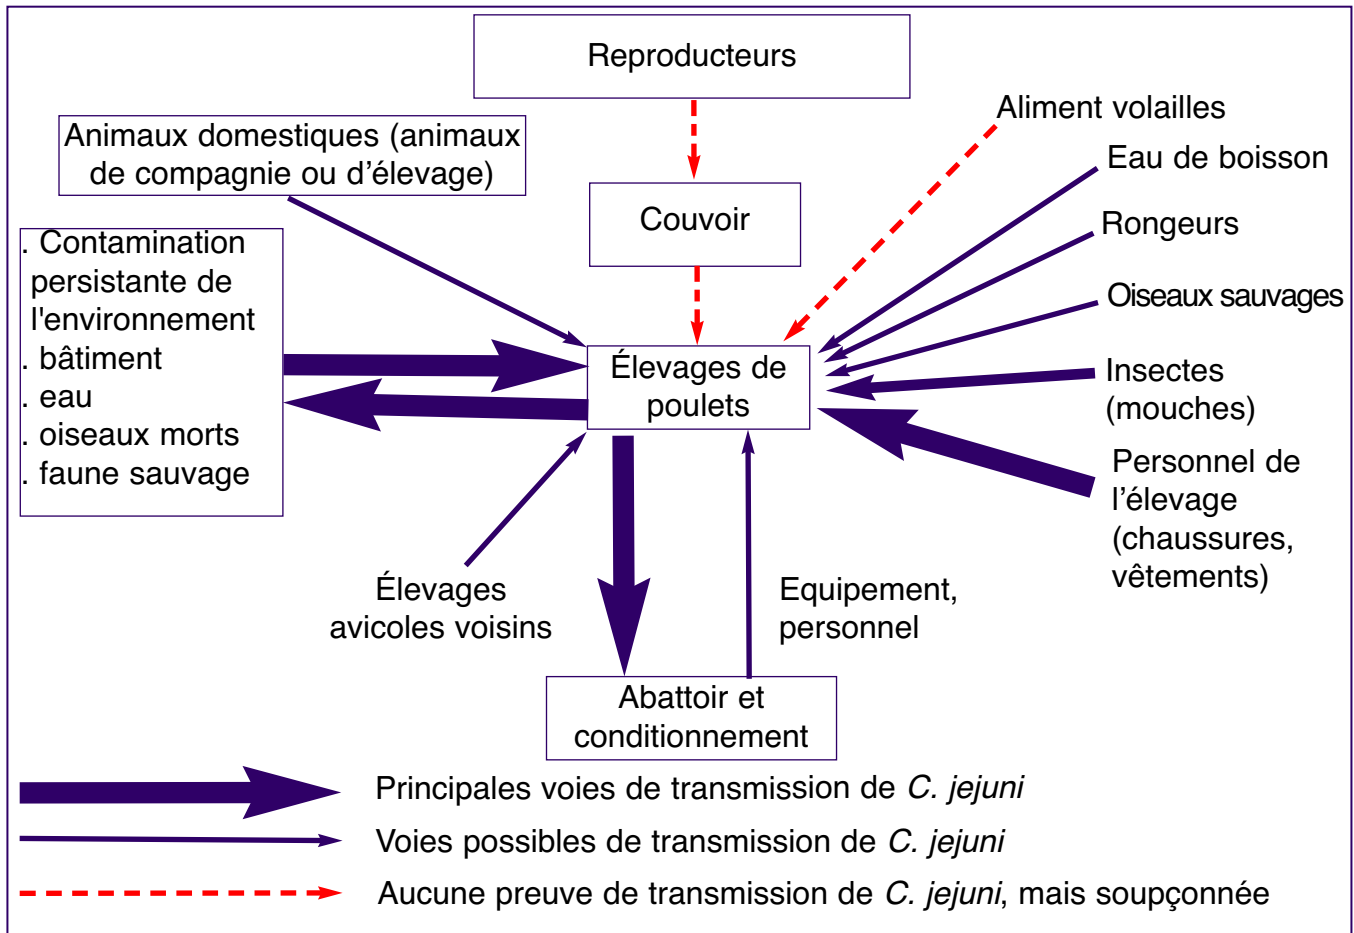 Reproducteurs
Aliment volailles
Animaux domestiques (animaux
de compagnie ou d'élevage)
Eau de boisson
Couvoir
Rongeurs
. Contamination
persistante de
l'environnement
. bâtiment
. eau
. oiseaux morts
. faune sauvage
Oiseaux sauvages
Élevages de
poulets
Insectes
(mouches)
Personnel de
l'élevage
(chaussures,
vêtements)
Élevages
avicoles voisins
Equipement,
personnel
Abattoir et
conditionnement
Principales voies de transmission de C. jejuni
Voies possibles de transmission de C. jejuni
Aucune preuve de transmission de C. jejuni, mais soupçonnée